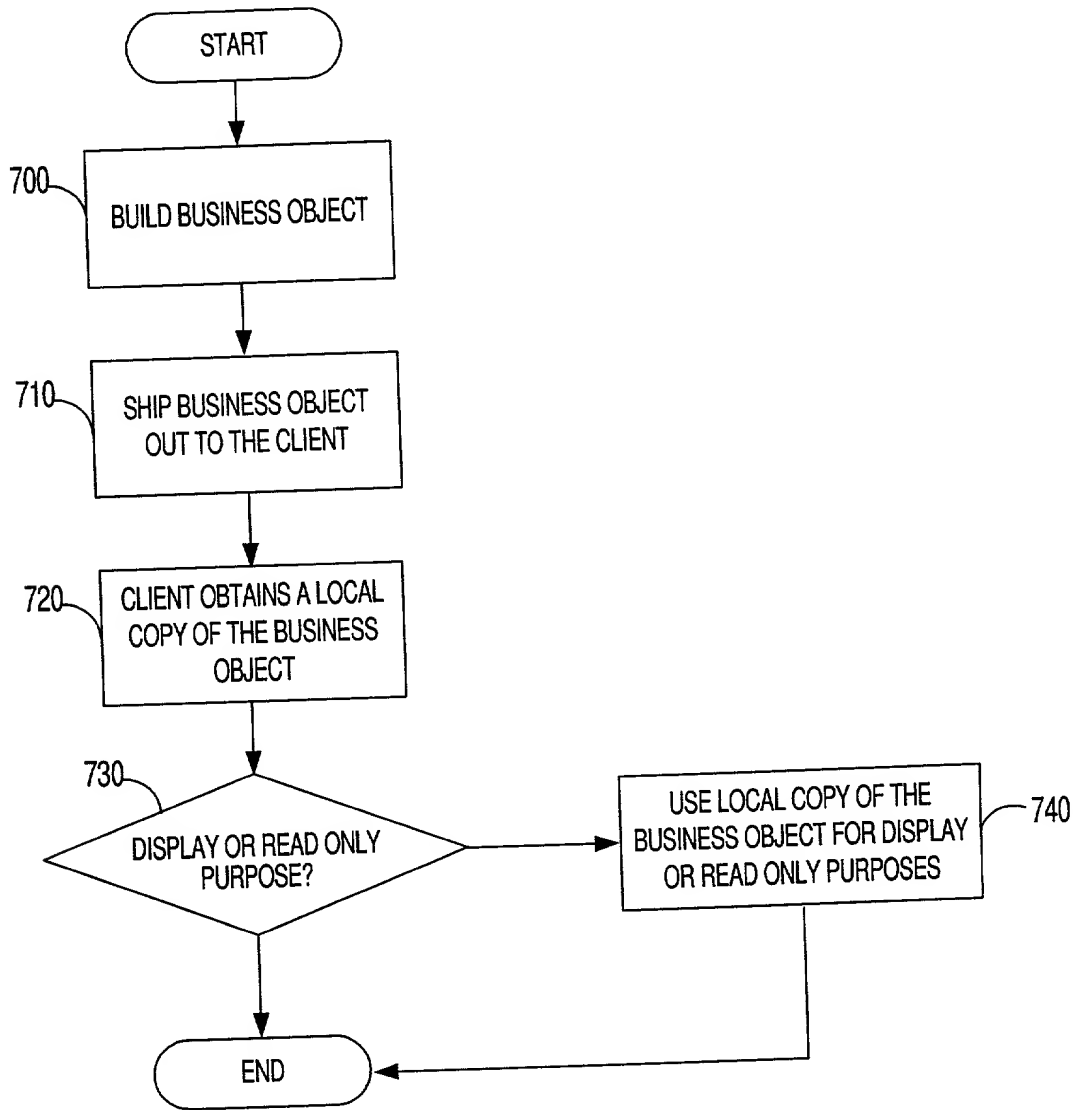 START
700
BUILD BUSINESS OBJECT
710
SHIP BUSINESS OBJECT
OUT TO THE CLIENT
720
CLIENT OBTAINS A LOCAL
COPY OF THE BUSINESS
OBJECT
730
DISPLAY OR READ ONLY
PURPOSE?
USE LOCAL COPY OF THE
BUSINESS OBJECT FOR DISPLAY
OR READ ONLY PURPOSES
740
END